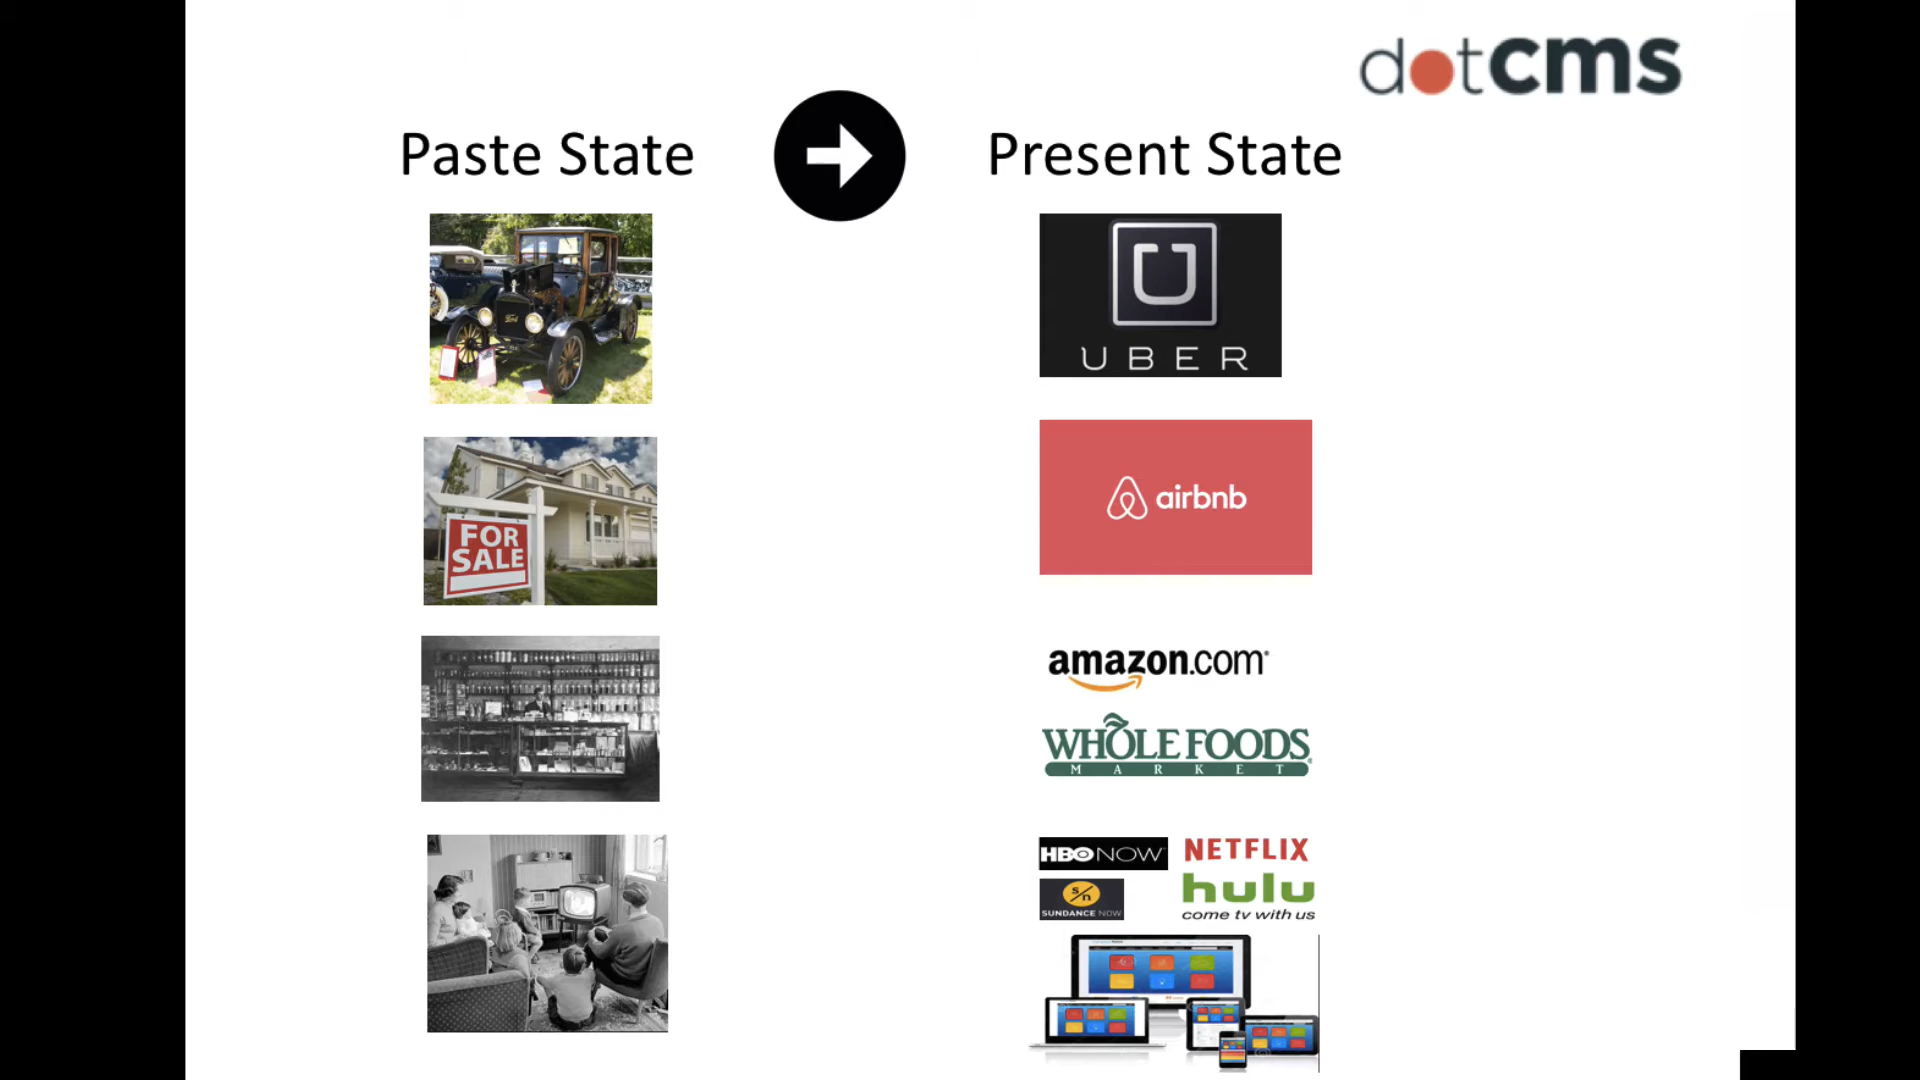 dotcms
Paste State
Present State
Ford
UBER
FOR
SALE
airbnb
amazon.com
WHOLE FOODS
MARKET
HBO NOW
NETFLIX
s/n
SUNDANCE NOW
hulu
come tv with us